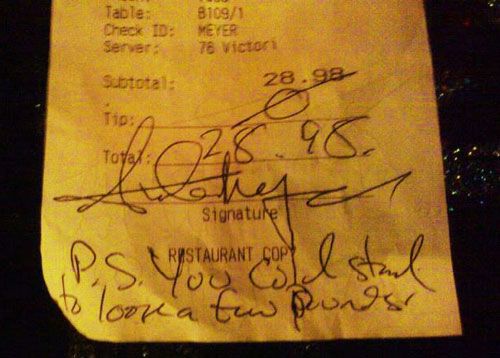 Table: B109/1
Check ID: MEYER
Server: 76 Victori
Subtotal: 28.98
Tip: 0
Total: 28.98.
Signature
RESTAURANT COPY
P.S. You cold stand
to loose a few pounds.